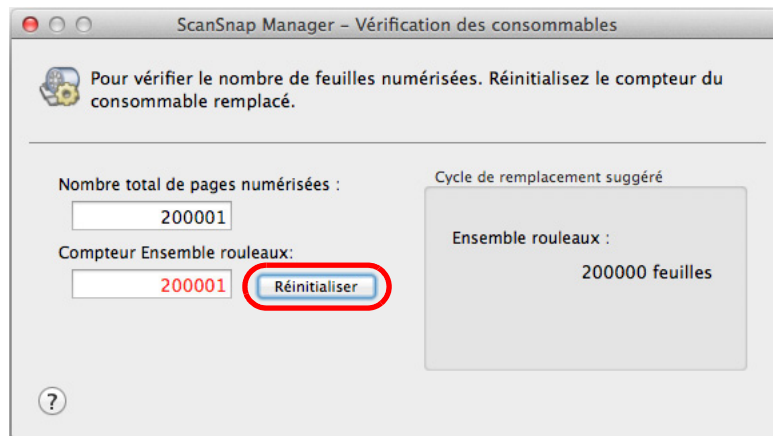 ScanSnap Manager – Vérification des consommables
Pour vérifier le nombre de feuilles numérisées. Réinitialisez le compteur du
consommable remplacé.
Nombre total de pages numérisées :
200001
Compteur Ensemble rouleaux:
200001
Réinitialiser
Cycle de remplacement suggéré
Ensemble rouleaux :
200000 feuilles
?